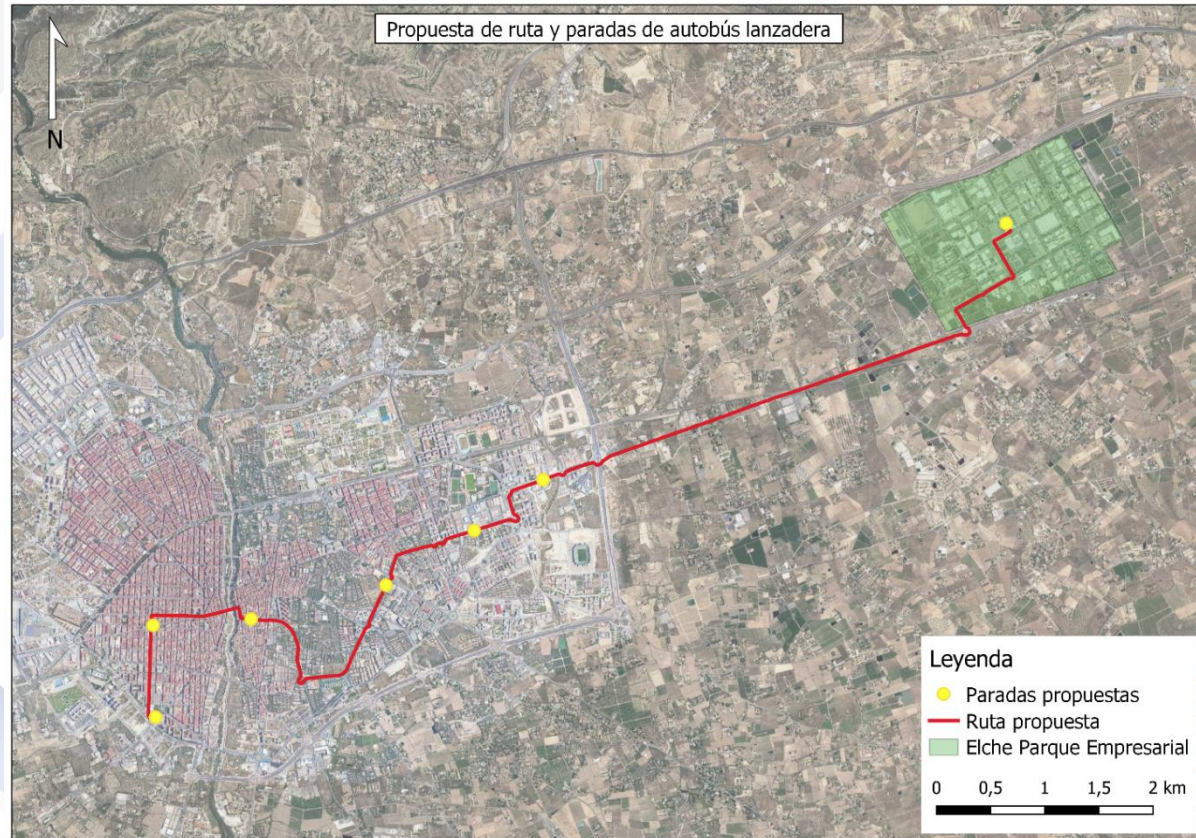 Propuesta de ruta y paradas de autobús lanzadera
N
Leyenda
Paradas propuestas
Ruta propuesta
Elche Parque Empresarial
0 0,5 1 1,5 2 km